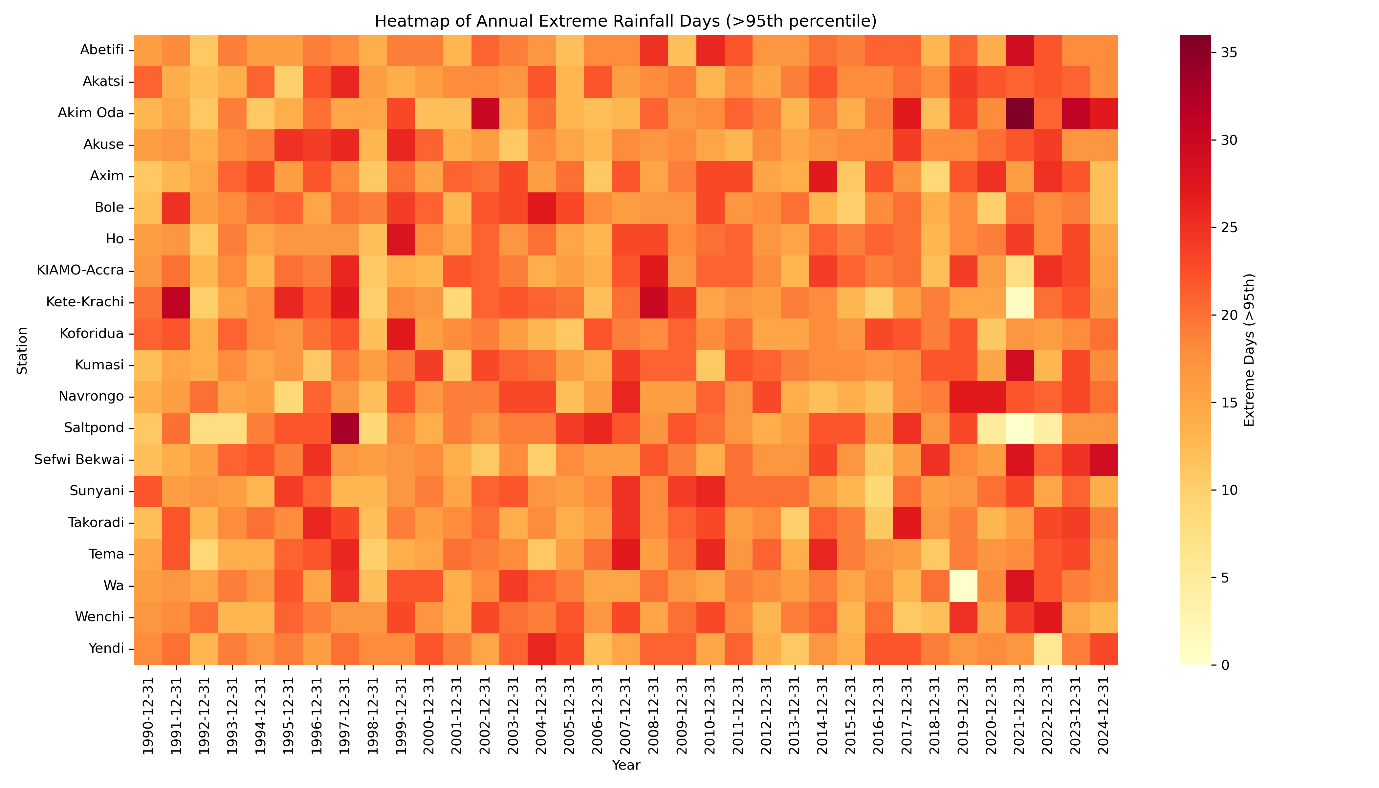 Heatmap of Annual Extreme Rainfall Days (>95th percentile)
Station
Abetifi
Akatsi
Akim Oda
Akuse
Axim
Bole
Ho
KIAMO-Accra
Kete-Krachi
Koforidua
Kumasi
Navrongo
Saltpond
Sefwi Bekwai
Sunyani
Takoradi
Tema
Wa
Wenchi
Yendi
1990-12-31
1991-12-31
1992-12-31
1993-12-31
1994-12-31
1995-12-31
1996-12-31
1997-12-31
1998-12-31
1999-12-31
2000-12-31
2001-12-31
2002-12-31
2003-12-31
2004-12-31
2005-12-31
2006-12-31
2007-12-31
2008-12-31
2009-12-31
2010-12-31
2011-12-31
2012-12-31
2013-12-31
2014-12-31
2015-12-31
2016-12-31
2017-12-31
2018-12-31
2019-12-31
2020-12-31
2021-12-31
2022-12-31
2023-12-31
2024-12-31
Year
35
30
25
20
15
10
5
0
Extreme Days (>95th)